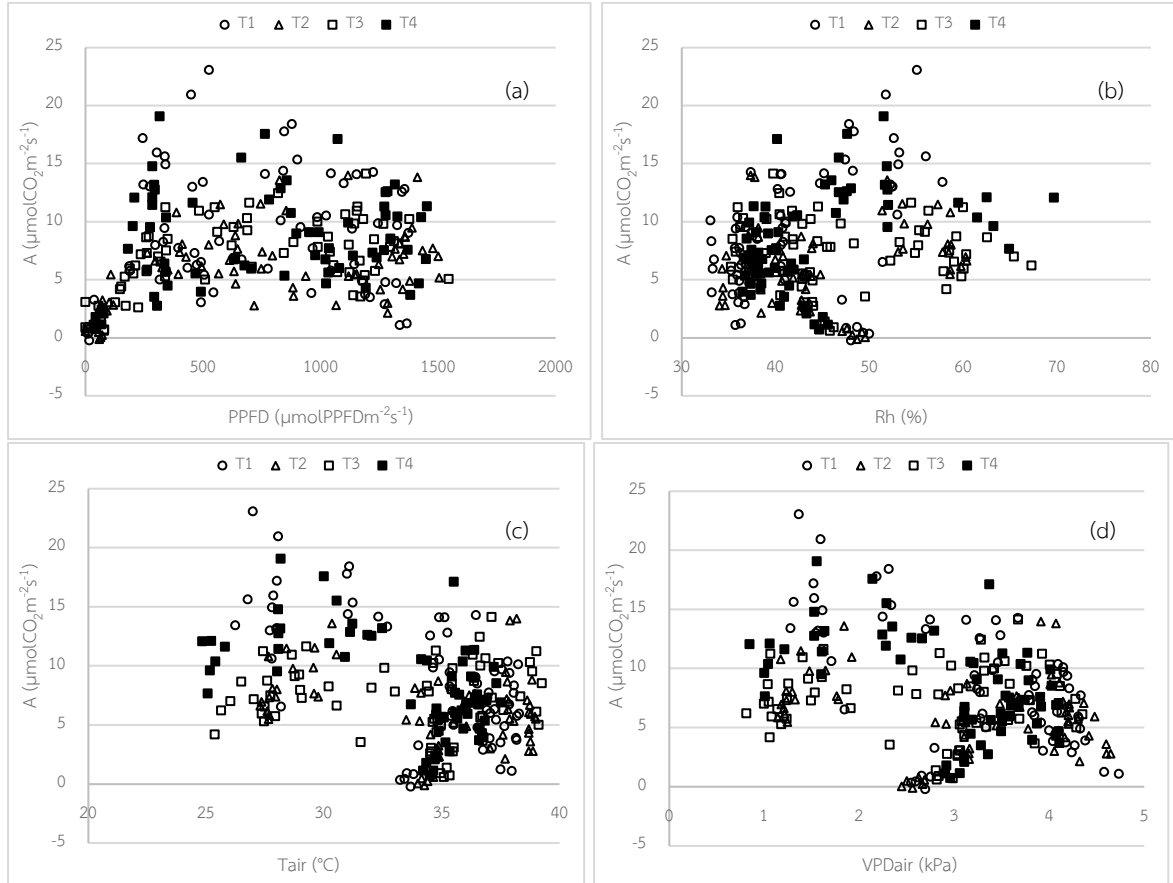 T1 T2 T3 T4
25
20
15
10
5
0
-5
(a)
A (µmolCO2m-2s-1)
0 500 1000 1500 2000
PPFD (µmolPPFDm-2s-1)
T1 T2 T3 T4
25
20
15
10
5
0
-5
(b)
A (µmolCO2m-2s-1)
30 40 50 60 70 80
Rh (%)
T1 T2 T3 T4
25
20
15
10
5
0
-5
(c)
A (µmolCO2m-2s-1)
20 25 30 35 40
Tair (°C)
T1 T2 T3 T4
25
20
15
10
5
0
-5
(d)
A (µmolCO2m-2s-1)
0 1 2 3 4 5
VPDair (kPa)